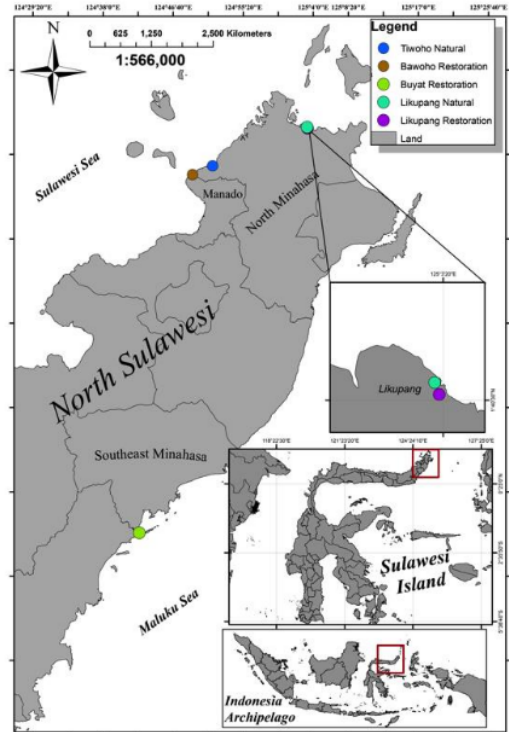 124°29'20"E 124°38'0"E 124°46'40"E 124°55'20"E 125°4'0"E 125°8'20"E 125°17'0"E 125°25'40"E
N
0 625 1,250 2,500 Kilometers
1:566,000
Legend
Tiwoho Natural
Bawoho Restoration
Buyat Restoration
Likupang Natural
Likupang Restoration
Land
Sulawesi Sea
Manado
North Minahasa
North Sulawesi
Likupang
Southeast Minahasa
Maluku Sea
Sulawesi
Island
Indonesia
Archipelago